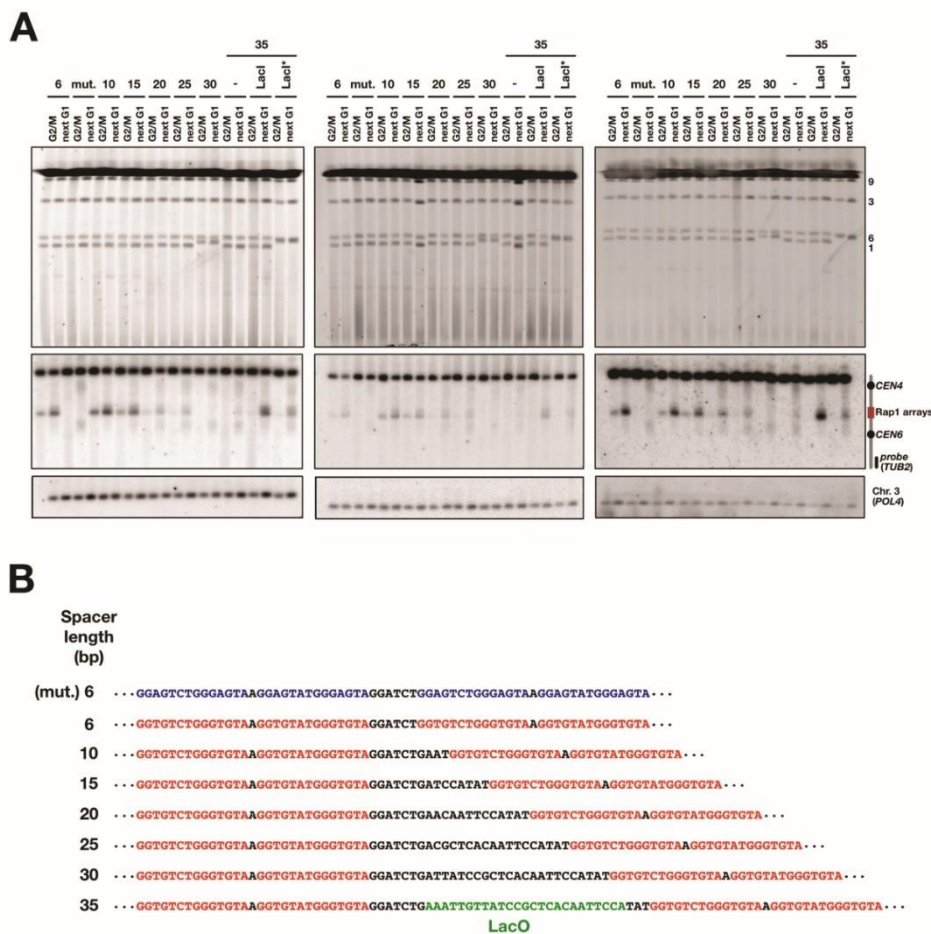 A
35 35 35
6 mut. 10 15 20 25 30 - LacI LacI* 6 mut. 10 15 20 25 30 - LacI LacI* 6 mut. 10 15 20 25 30 - LacI LacI*
G2/M next G1 G2/M next G1 G2/M next G1 G2/M next G1 G2/M next G1 G2/M next G1 G2/M next G1 G2/M next G1 G2/M next G1 G2/M next G1 G2/M next G1 G2/M next G1 G2/M next G1 G2/M next G1 G2/M next G1 G2/M next G1 G2/M next G1 G2/M next G1 G2/M next G1 G2/M next G1 G2/M next G1 G2/M next G1 G2/M next G1 G2/M next G1 G2/M next G1 G2/M next G1 G2/M next G1 G2/M next G1 G2/M next G1 G2/M next G1
9
3
6
1
CEN4
Rap1 arrays
CEN6
probe
(TUB2)
Chr. 3
(POL4)
B
Spacer
length
(bp)
(mut.) 6 ···GGAGTCTGGGAGTAAGGAGTATGGGAGTAGGATCTGGAGTCTGGGAGTAAGGAGTATGGGAGTA···
6 ···GGTGTCTGGGTGTAAGGTGTATGGGTGTAGGATCTGGTGTCTGGGTGTAAGGTGTATGGGTGTA···
10 ···GGTGTCTGGGTGTAAGGTGTATGGGTGTAGGATCTGAATGGTGTCTGGGTGTAAGGTGTATGGGTGTA···
15 ···GGTGTCTGGGTGTAAGGTGTATGGGTGTAGGATCTGATCCATATGGTGTCTGGGTGTAAGGTGTATGGGTGTA···
20 ···GGTGTCTGGGTGTAAGGTGTATGGGTGTAGGATCTGAACAATTCCATATGGTGTCTGGGTGTAAGGTGTATGGGTGTA···
25 ···GGTGTCTGGGTGTAAGGTGTATGGGTGTAGGATCTGACGCTCACAATTCCATATGGTGTCTGGGTGTAAGGTGTATGGGTGTA···
30 ···GGTGTCTGGGTGTAAGGTGTATGGGTGTAGGATCTGATTATCCGCTCACAATTCCATATGGTGTCTGGGTGTAAGGTGTATGGGTGTA···
35 ···GGTGTCTGGGTGTAAGGTGTATGGGTGTAGGATCTGAAATTGTTATCCGCTCACAATTCCATATGGTGTCTGGGTGTAAGGTGTATGGGTGTA···
LacO